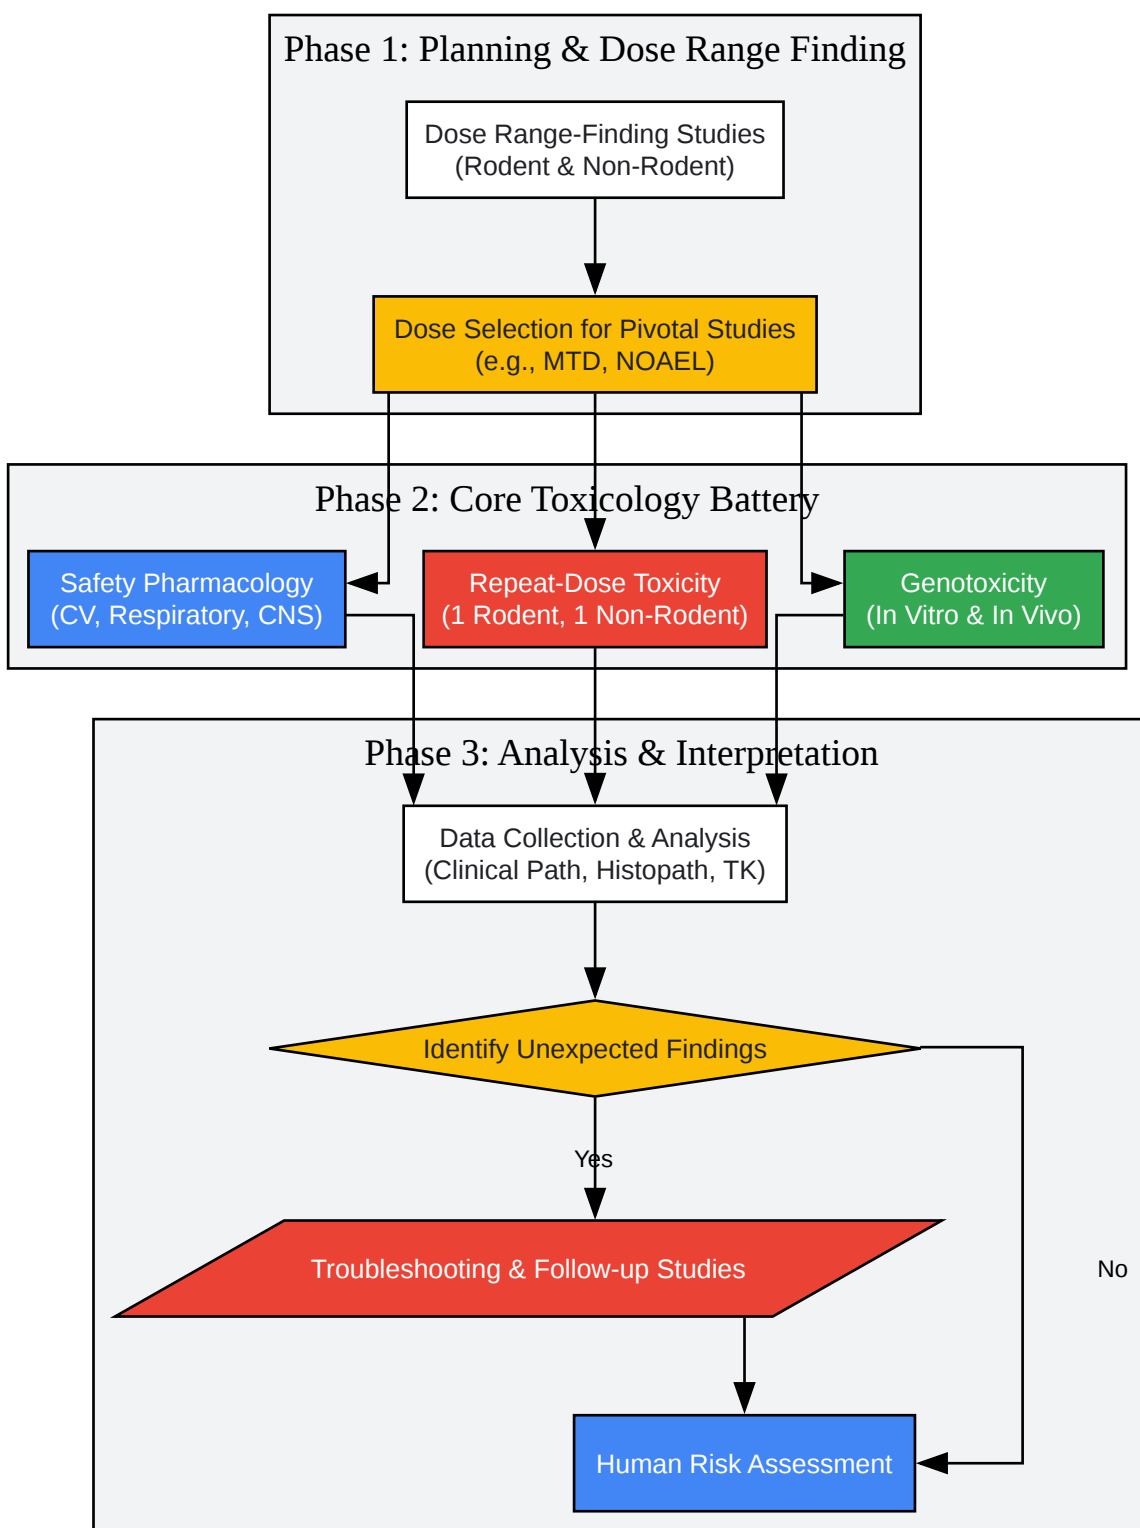 Phase 1: Planning & Dose Range Finding
Dose Range-Finding Studies
(Rodent & Non-Rodent)
Dose Selection for Pivotal Studies
(e.g., MTD, NOAEL)
Phase 2: Core Toxicology Battery
Safety Pharmacology
(CV, Respiratory, CNS)
Repeat-Dose Toxicity
(1 Rodent, 1 Non-Rodent)
Genotoxicity
(In Vitro & In Vivo)
Phase 3: Analysis & Interpretation
Data Collection & Analysis
(Clinical Path, Histopath, TK)
Identify Unexpected Findings
Yes
Troubleshooting & Follow-up Studies
No
Human Risk Assessment